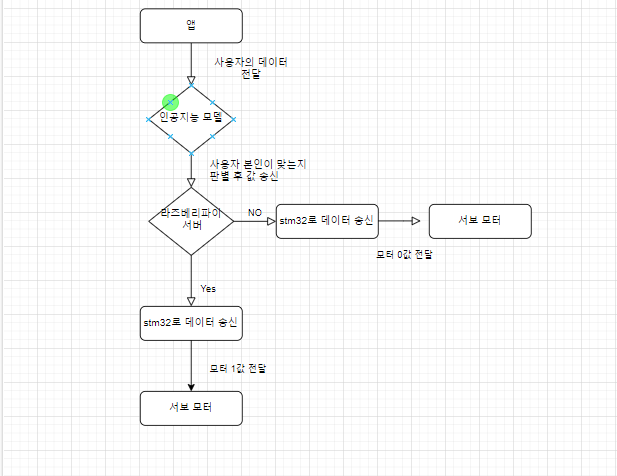 앱
사용자의 데이터
전달
인공지능 모델
사용자 본인이 맞는지
판별 후 값 송신
라즈베리파이
서버
NO
stm32로 데이터 송신
서보 모터
모터 0값 전달
Yes
stm32로 데이터 송신
모터 1값 전달
서보 모터